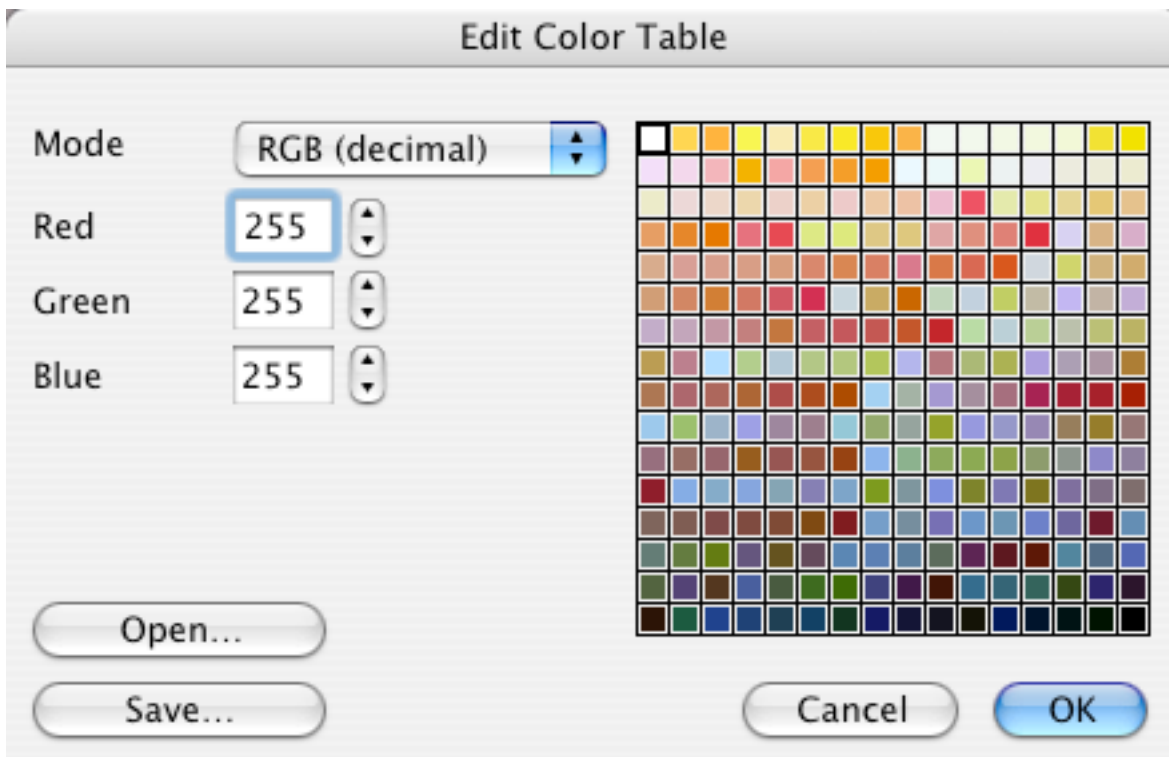 Edit Color Table
Mode RGB (decimal)
Red 255
Green 255
Blue 255
Open...
Save...
Cancel OK